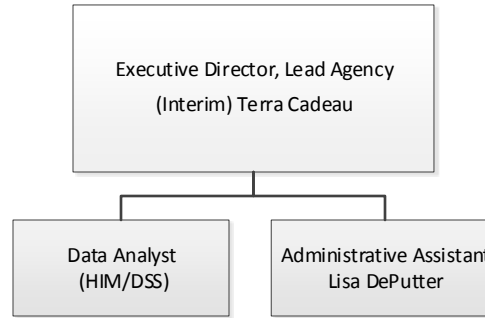 Executive Director, Lead Agency
(Interim) Terra Cadeau
Data Analyst
(HIM/DSS)
Administrative Assistant
Lisa DePutter